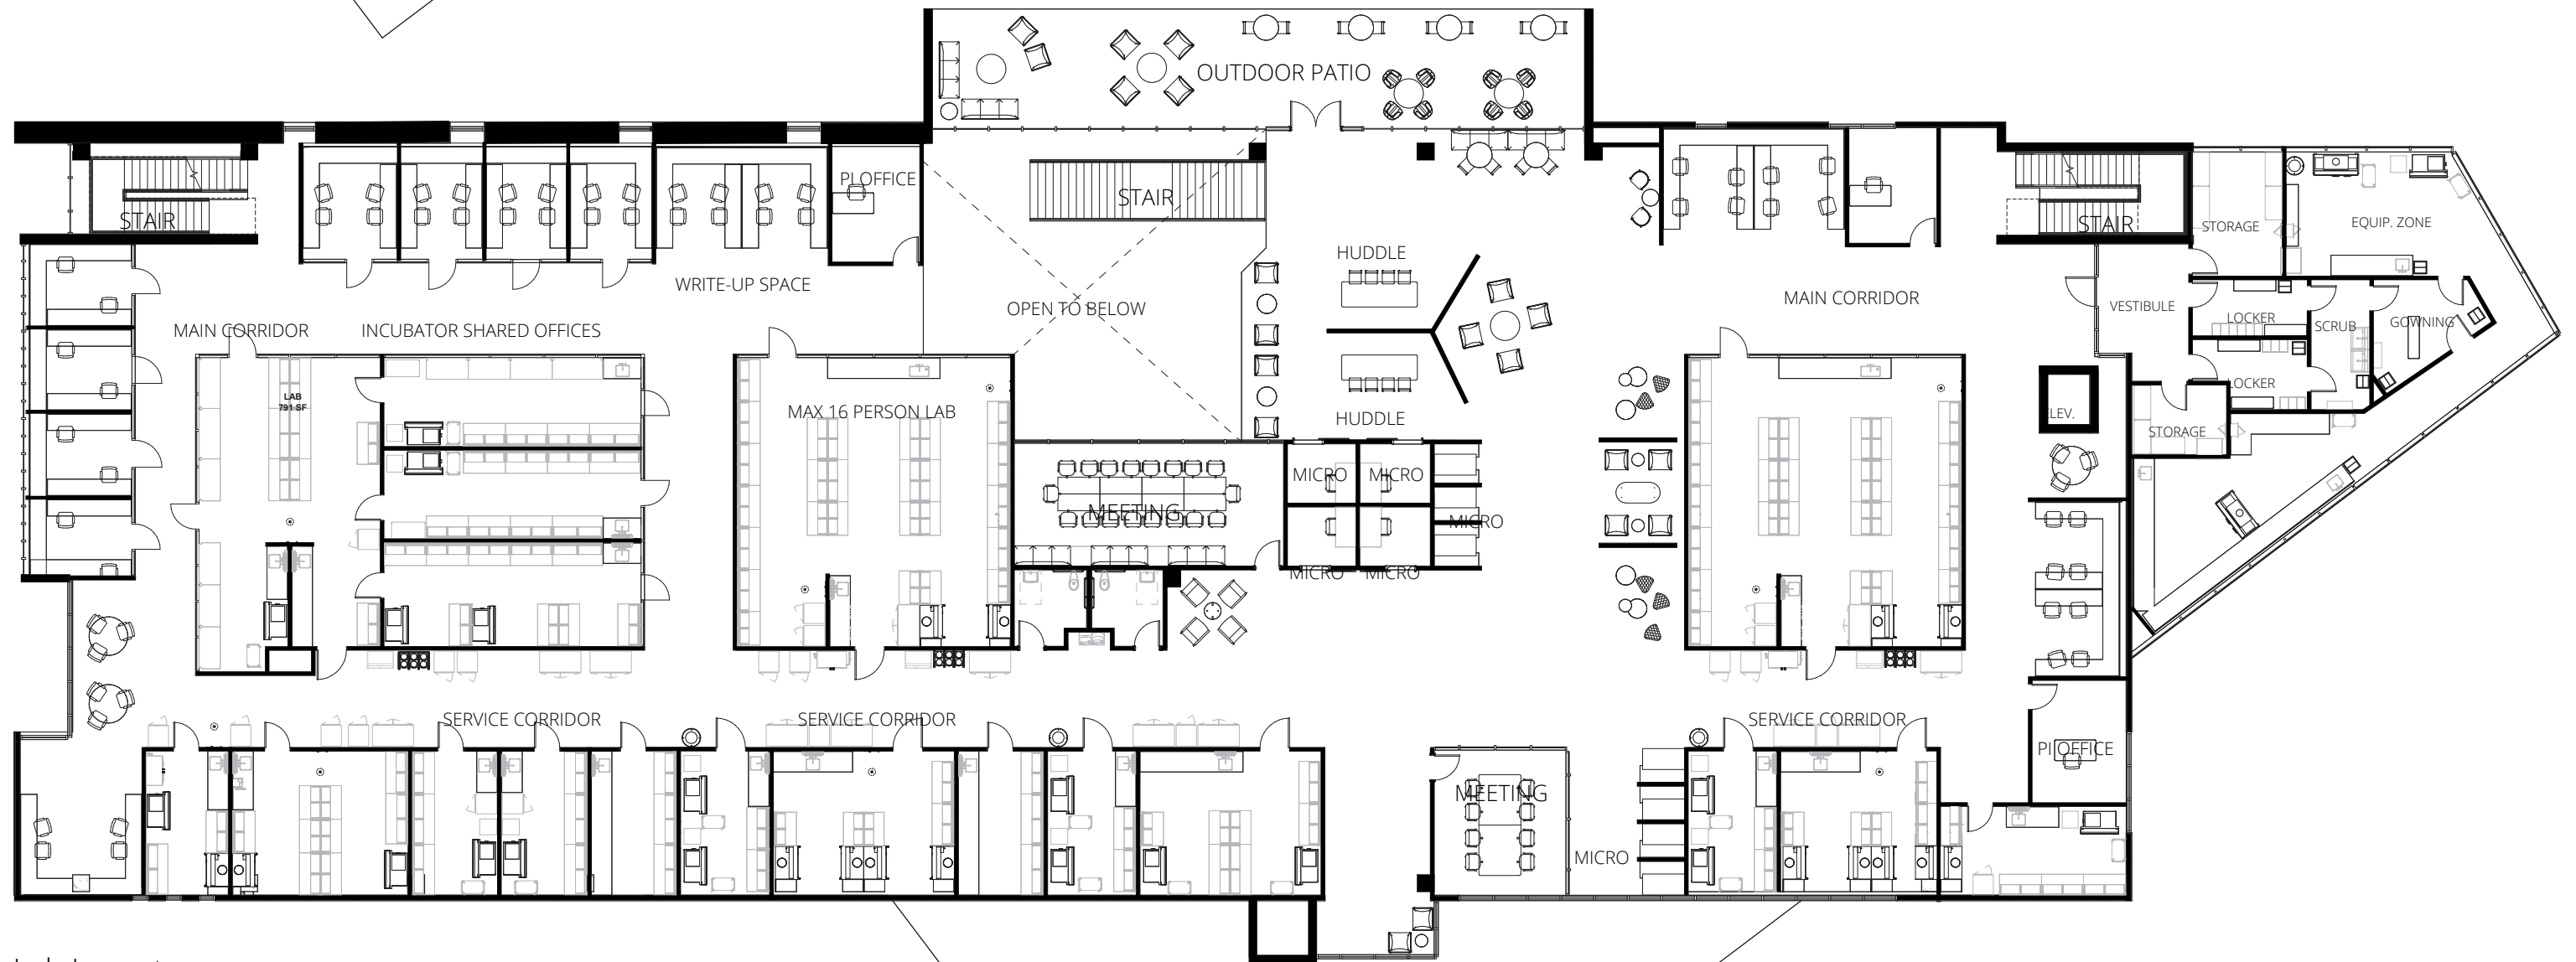 OUTDOOR PATIO
PI OFFICE
STAIR
STAIR
STAIR
STORAGE
EQUIP. ZONE
HUDDLE
WRITE-UP SPACE
OPEN TO BELOW
MAIN CORRIDOR
VESTIBULE
LOCKER
SCRUB
GOWNING
MAIN CORRIDOR
INCUBATOR SHARED OFFICES
LOCKER
LAB
791 SF
MAX 16 PERSON LAB
HUDDLE
ELEV.
STORAGE
MICRO
MICRO
MEETING
MICRO
MICRO
MICRO
SERVICE CORRIDOR
SERVICE CORRIDOR
SERVICE CORRIDOR
PI OFFICE
MEETING
MICRO